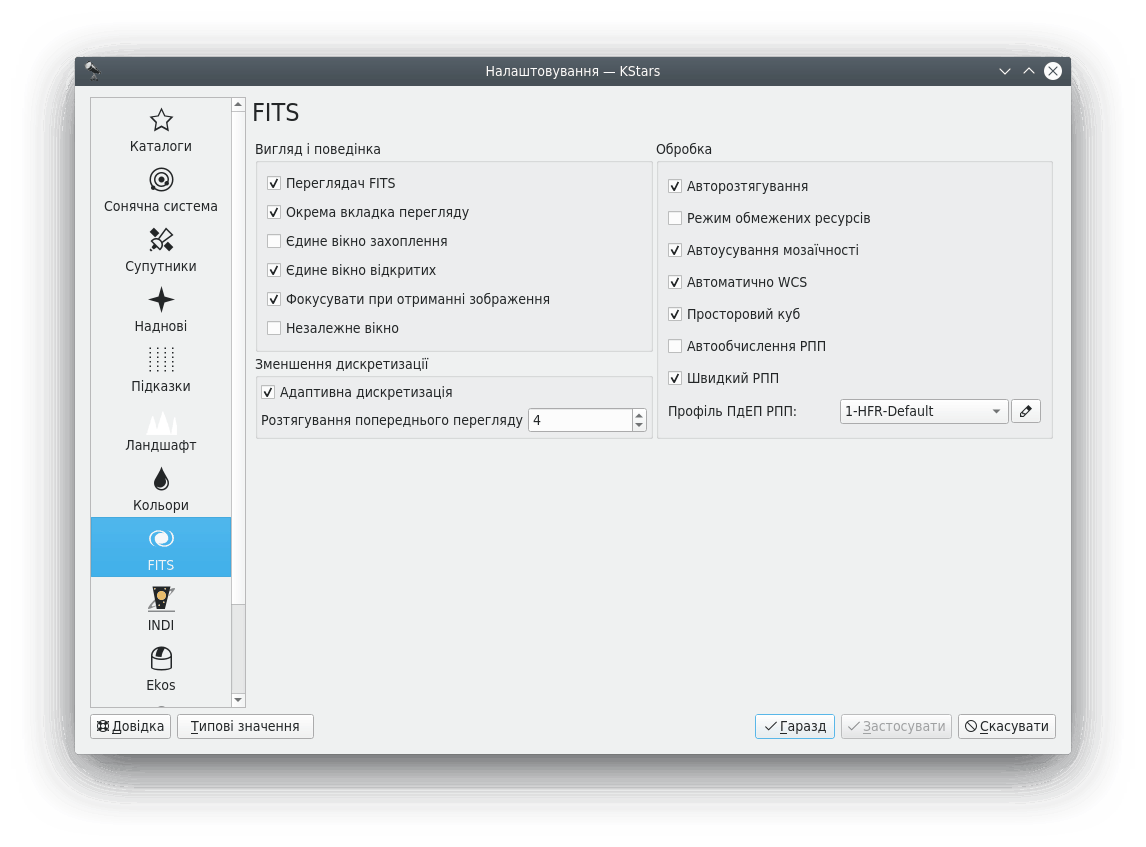 Налаштовування — KStars
Каталоги
Сонячна система
Супутники
Наднові
Підказки
Ландшафт
Кольори
FITS
INDI
Ekos
FITS
Вигляд і поведінка
Переглядач FITS
Окрема вкладка перегляду
Єдине вікно захоплення
Єдине вікно відкритих
Фокусувати при отриманні зображення
Незалежне вікно
Зменшення дискретизації
Адаптивна дискретизація
Розтягування попереднього перегляду 4
Обробка
Авторозтягування
Режим обмежених ресурсів
Автоусування мозаїчності
Автоматично WCS
Просторовий куб
Автообчислення РПП
Швидкий РПП
Профіль ПдЕП РПП: 1-HFR-Default
Довідка Типові значення Гаразд Застосувати Скасувати